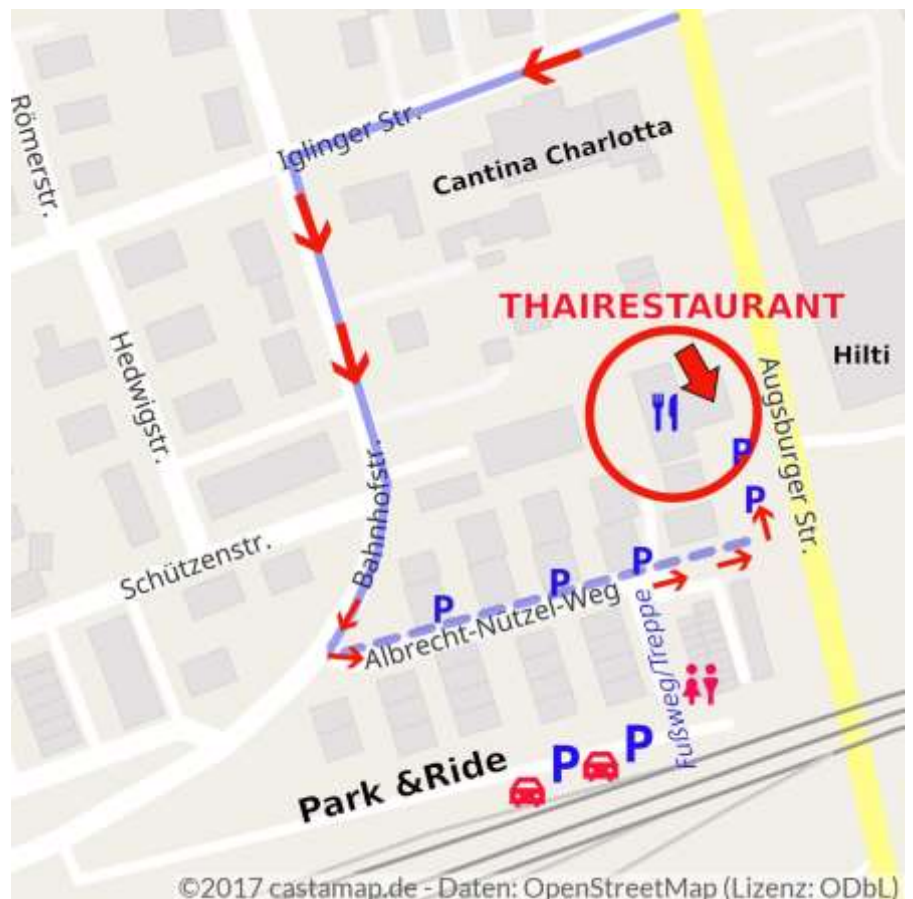 Römerstr.
Iglinger Str.
Cantina Charlotta
THAIRESTAURANT
Hilti
Hedwigstr.
Augsburger Str.
P
P
Bahnhofstr.
Schützenstr.
P
P
P
Albrecht-Nützel-Weg
Fußweg/Treppe
Park &Ride
P
P
©2017 castamap.de - Daten: OpenStreetMap (Lizenz: ODbL)